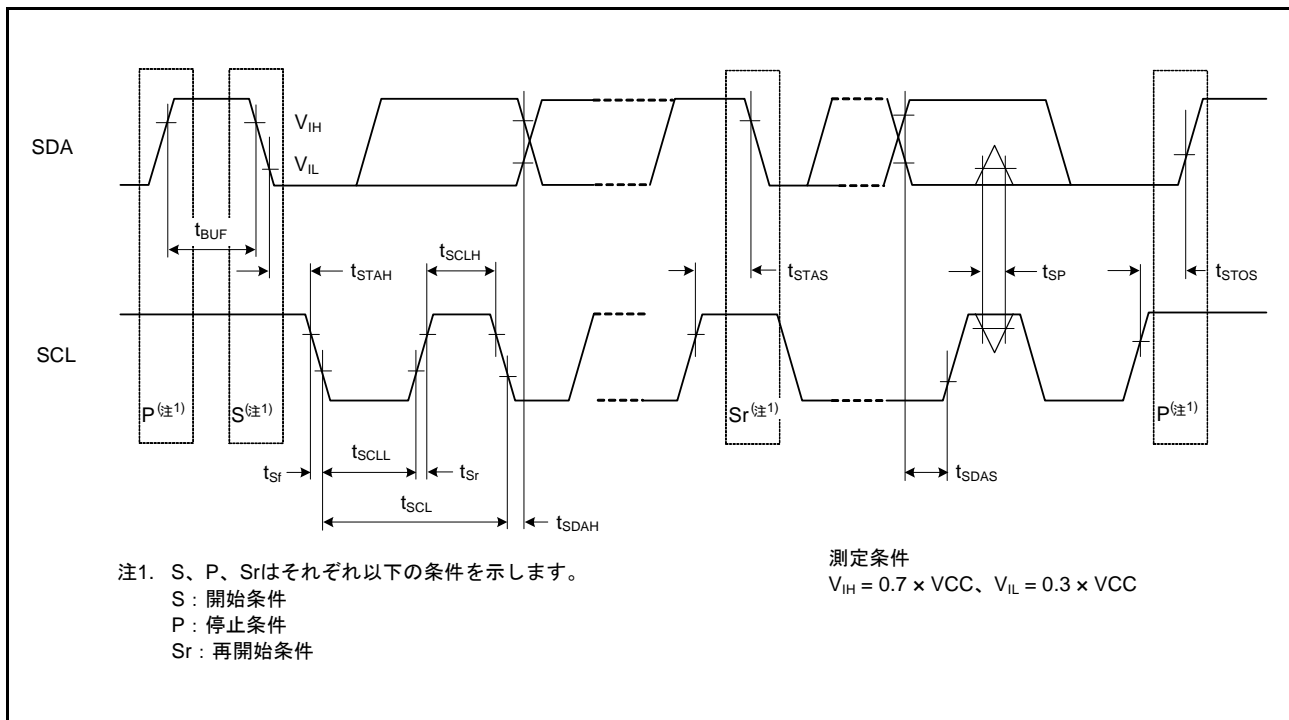 SDA
V_IH
V_IL
t_BUF
t_STAH
t_SCLH
t_STAS
t_SP
t_STOS
SCL
P(注1)
S(注1)
Sr(注1)
P(注1)
t_Sf
t_SCLL
t_Sr
t_SDAS
t_SCL
t_SDAH
注1. S、P、Srはそれぞれ以下の条件を示します。
S：開始条件
P：停止条件
Sr：再開始条件
測定条件
V_IH = 0.7 × VCC、V_IL = 0.3 × VCC